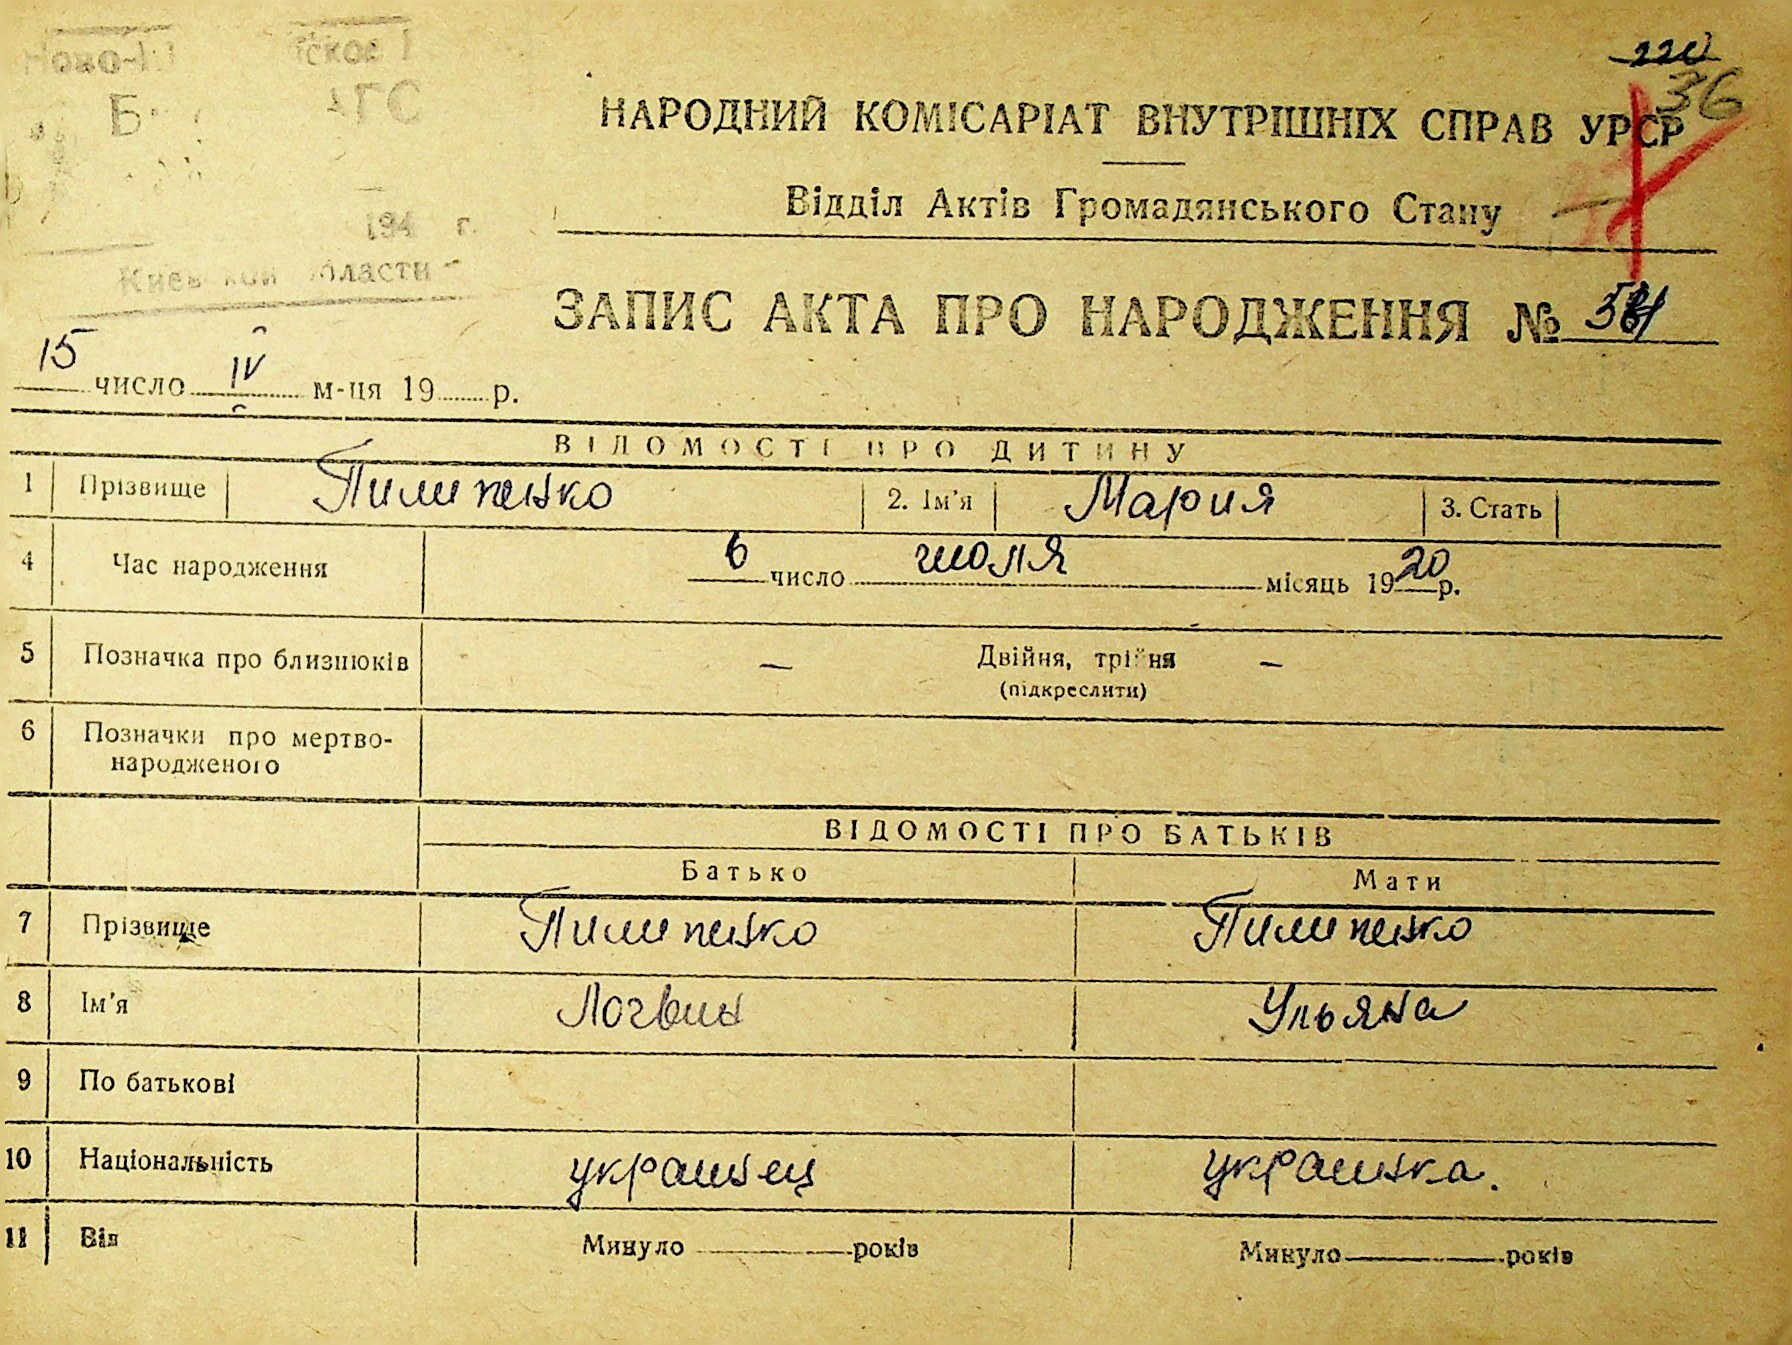 АГС
194 г.
области
220
36
НАРОДНИЙ КОМІСАРІАТ ВНУТРІШНІХ СПРАВ УРСР
Відділ Актів Громадянського Стану
ЗАПИС АКТА ПРО НАРОДЖЕННЯ №
15 число IV м-ця 19 р.
ВІДОМОСТІ ПРО ДИТИНУ
1 Прізвище Пилипенко 2. Ім'я Мария 3. Стать
4 Час народження 6 число июля місяць 1920 р.
5 Позначка про близнюків — Двійня, трійня —
(підкреслити)
6 Позначки про мертво-
народженого
ВІДОМОСТІ ПРО БАТЬКІВ
Батько Мати
7 Прізвище Пилипенко Пилипенко
8 Ім'я Логвин Ульяна
9 По батькові
10 Національність украинец украинка.
11 Вік Минуло років Минуло років